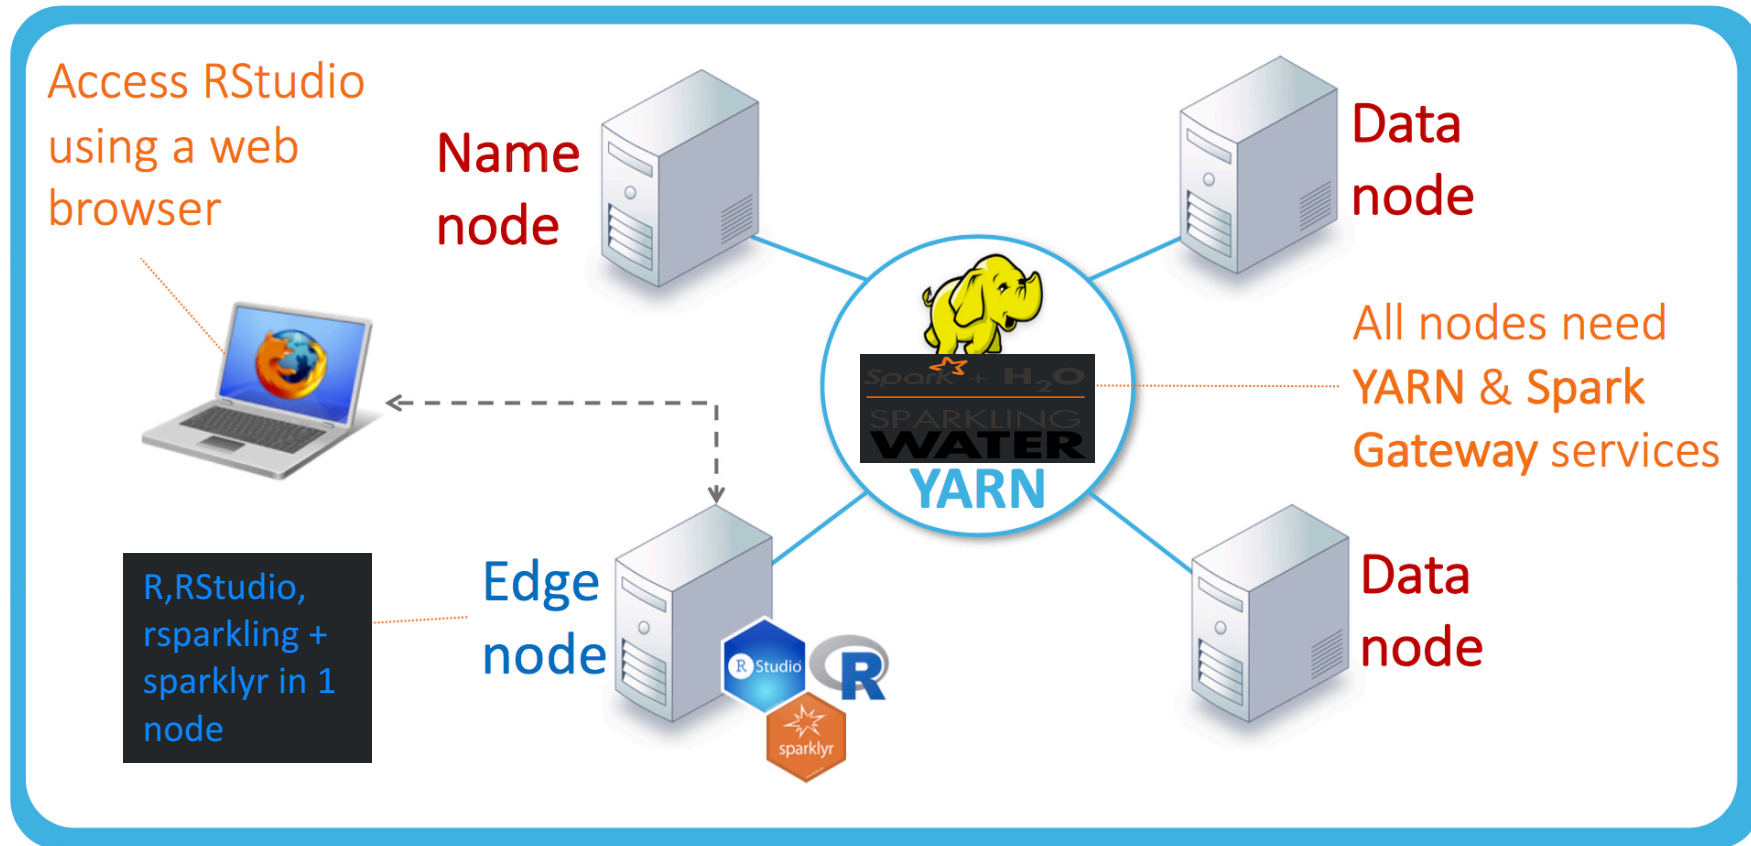 Access RStudio
using a web
browser
Name
node
Data
node
Spark + H2O
SPARKLING
WATER
YARN
All nodes need
YARN & Spark
Gateway services
R,RStudio,
rsparkling +
sparklyr in 1
node
Edge
node
R Studio
R
sparklyr
Data
node